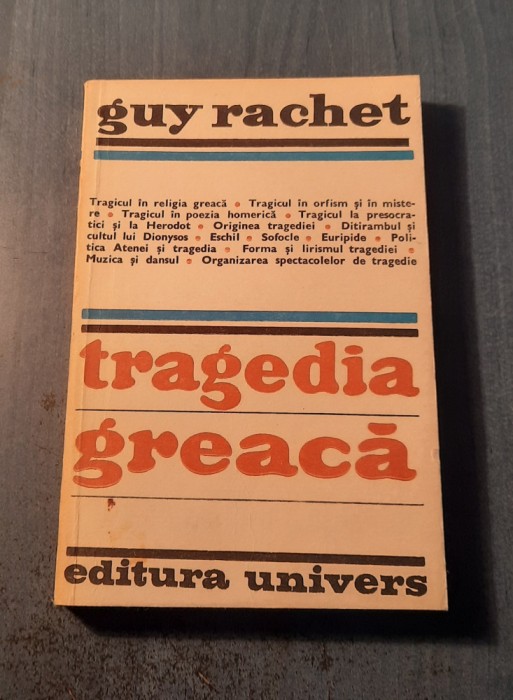 guy rachet
Tragicul în religia greacă • Tragicul în orfism și în miste-
re • Tragicul în poezia homerică • Tragicul la presocra-
tici și la Herodot • Originea tragediei • Ditirambul și
cultul lui Dionysos • Eschil • Sofocle • Euripide • Poli-
tica Atenei și tragedia • Forma și lirismul tragediei •
Muzica și dansul • Organizarea spectacolelor de tragedie
tragedia
greacă
editura univers